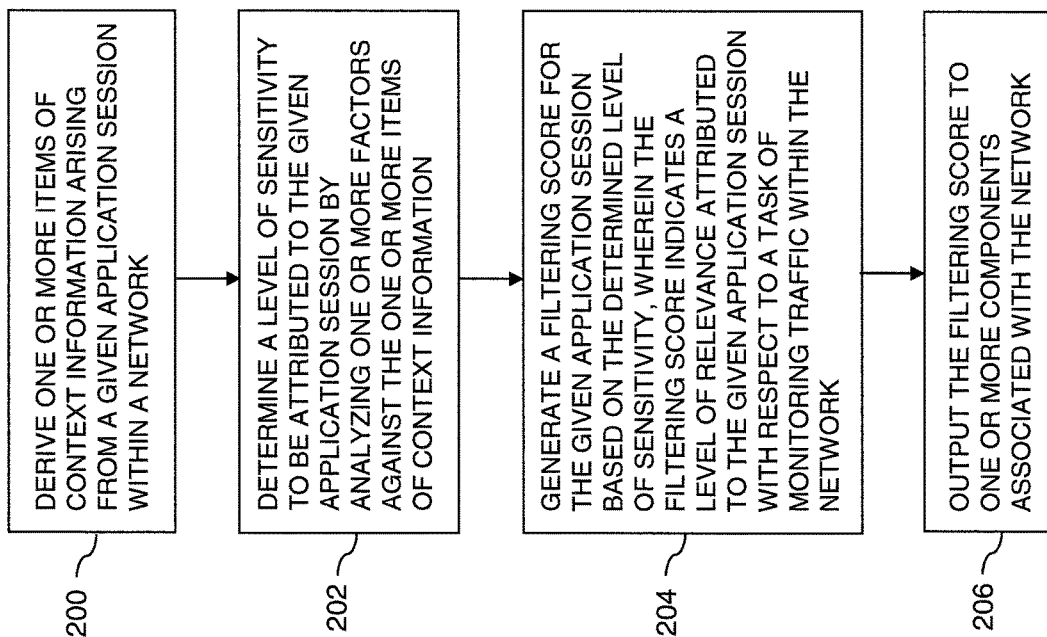 DERIVE ONE OR MORE ITEMS OF
CONTEXT INFORMATION ARISING
FROM A GIVEN APPLICATION SESSION
WITHIN A NETWORK
200
DETERMINE A LEVEL OF SENSITIVITY
TO BE ATTRIBUTED TO THE GIVEN
APPLICATION SESSION BY
ANALYZING ONE OR MORE FACTORS
AGAINST THE ONE OR MORE ITEMS
OF CONTEXT INFORMATION
202
GENERATE A FILTERING SCORE FOR
THE GIVEN APPLICATION SESSION
BASED ON THE DETERMINED LEVEL
OF SENSITIVITY, WHEREIN THE
FILTERING SCORE INDICATES A
LEVEL OF RELEVANCE ATTRIBUTED
TO THE GIVEN APPLICATION SESSION
WITH RESPECT TO A TASK OF
MONITORING TRAFFIC WITHIN THE
NETWORK
204
OUTPUT THE FILTERING SCORE TO
ONE OR MORE COMPONENTS
ASSOCIATED WITH THE NETWORK
206